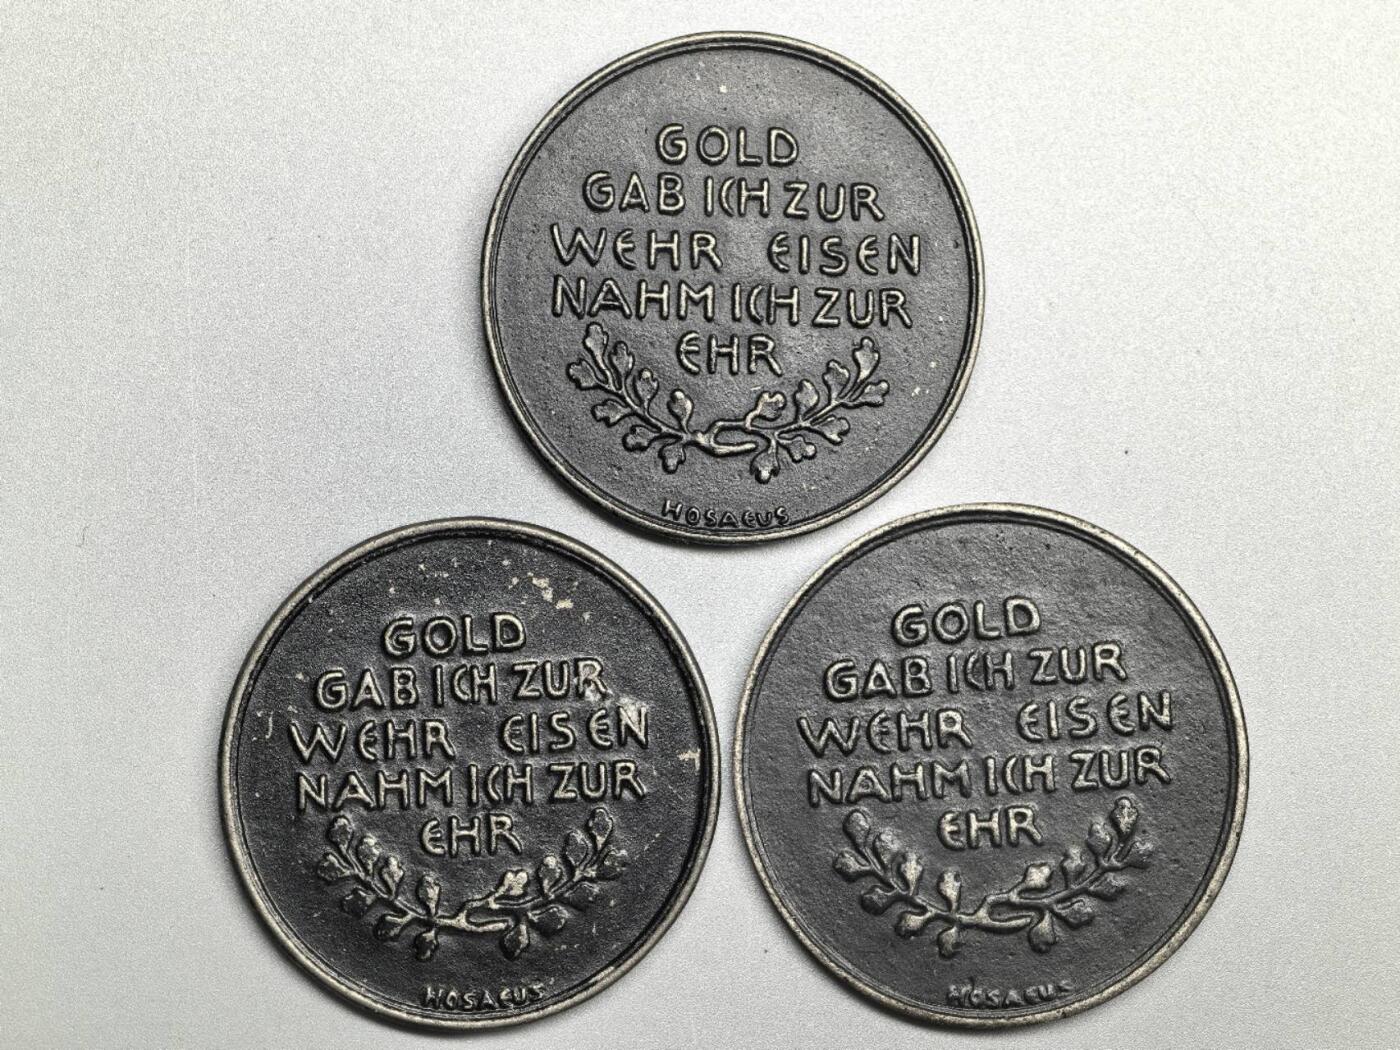 GOLD
GAB ICH ZUR
WEHR EISEN
NAHM ICH ZUR
EHR
HOSAEUS
GOLD
GAB ICH ZUR
WEHR EISEN
NAHM ICH ZUR
EHR
HOSAEUS
GOLD
GAB ICH ZUR
WEHR EISEN
NAHM ICH ZUR
EHR
HOSAEUS